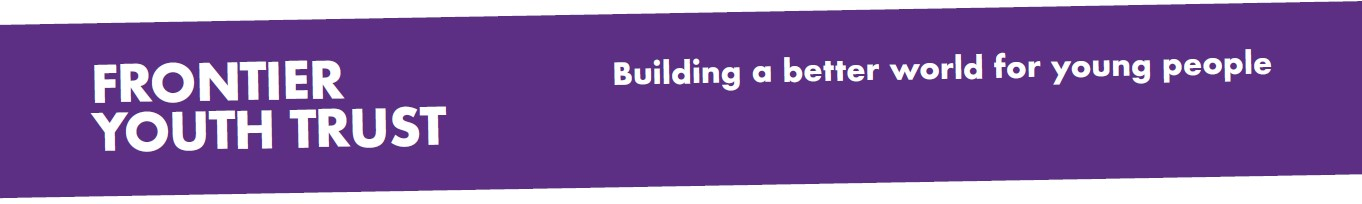 FRONTIER
YOUTH TRUST
Building a better world for young people